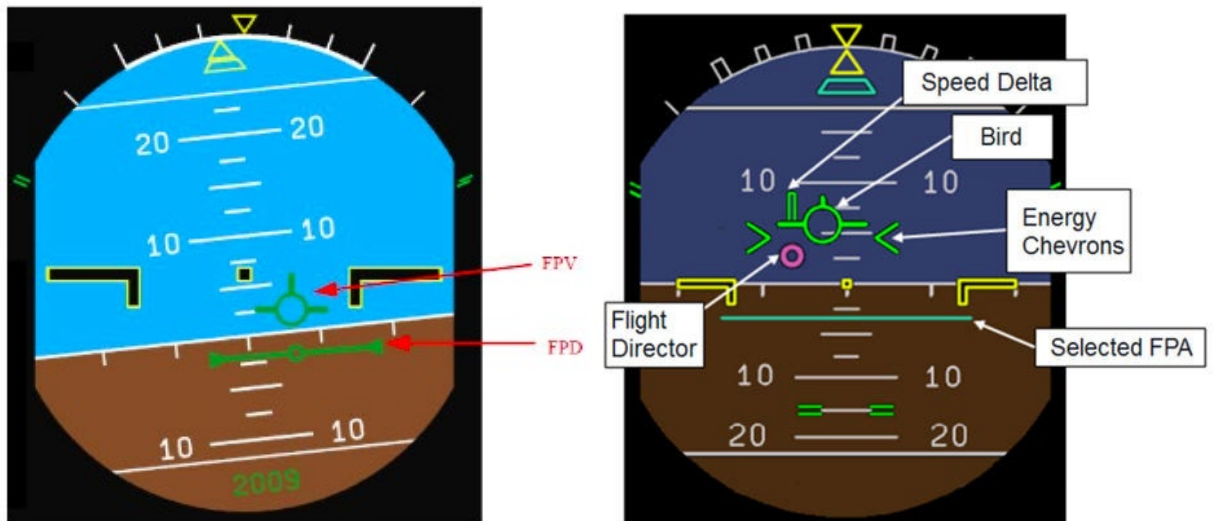 20 20
10 10
FPV
FPD
10 10
2009
Speed Delta
Bird
10 10
Energy
Chevrons
Flight
Director
Selected FPA
10 10
20 20